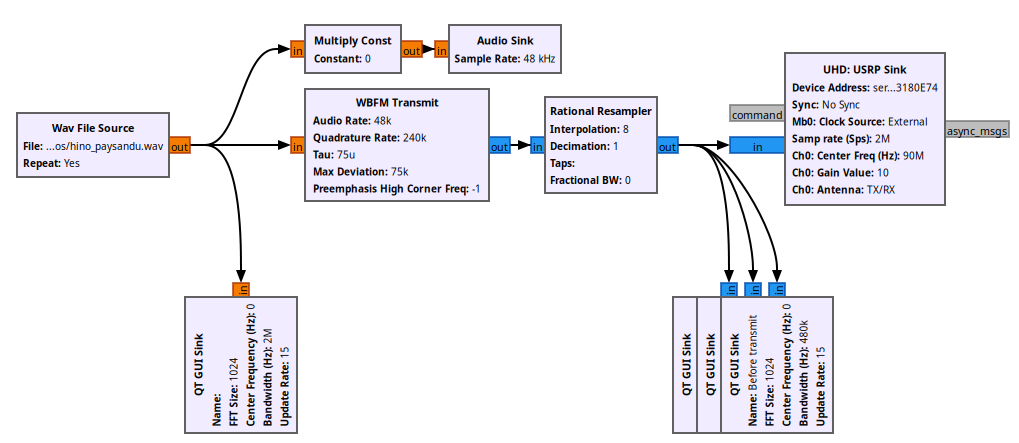 Multiply Const
Constant: 0
in
out
Audio Sink
Sample Rate: 48 kHz
in
Wav File Source
File: ...os/hino_paysandu.wav
Repeat: Yes
out
WBFM Transmit
Audio Rate: 48k
Quadrature Rate: 240k
Tau: 75u
Max Deviation: 75k
Preemphasis High Corner Freq: -1
in
out
Rational Resampler
Interpolation: 8
Decimation: 1
Taps:
Fractional BW: 0
in
out
UHD: USRP Sink
Device Address: ser...3180E74
Sync: No Sync
Mb0: Clock Source: External
Samp rate (Sps): 2M
Ch0: Center Freq (Hz): 90M
Ch0: Gain Value: 10
Ch0: Antenna: TX/RX
command
in
async_msgs
in
QT GUI Sink
Name:
FFT Size: 1024
Center Frequency (Hz): 0
Bandwidth (Hz): 2M
Update Rate: 15
in
in
in
QT GUI Sink
QT GUI Sink
QT GUI Sink
Name: Before transmit
FFT Size: 1024
Center Frequency (Hz): 0
Bandwidth (Hz): 480k
Update Rate: 15